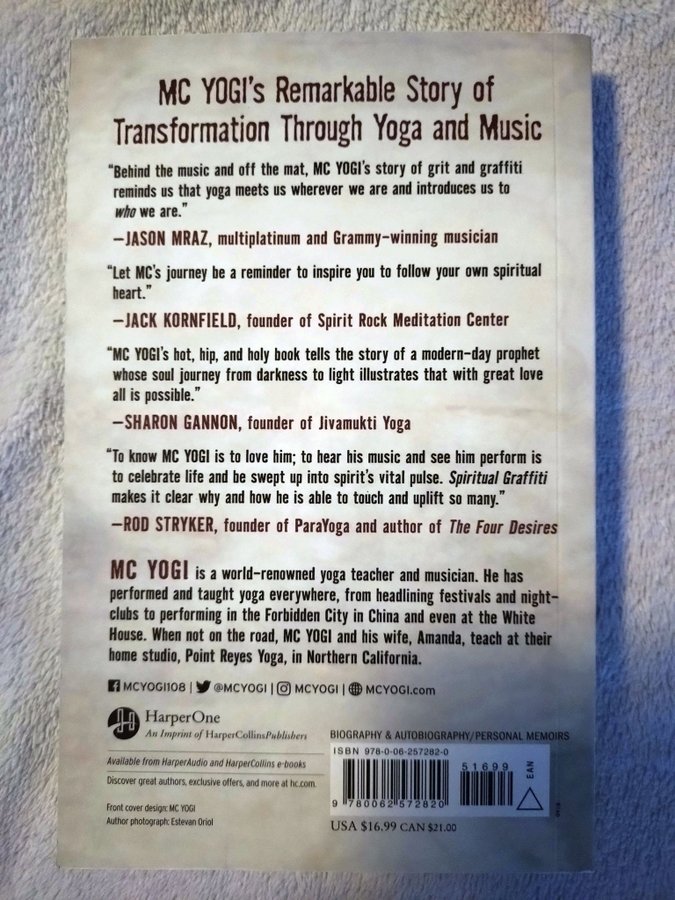 MC YOGI's Remarkable Story of
Transformation Through Yoga and Music
"Behind the music and off the mat, MC YOGI's story of grit and graffiti
reminds us that yoga meets us wherever we are and introduces us to
who we are."
—JASON MRAZ, multiplatinum and Grammy-winning musician
"Let MC's journey be a reminder to inspire you to follow your own spiritual
heart."
—JACK KORNFIELD, founder of Spirit Rock Meditation Center
"MC YOGI's hot, hip, and holy book tells the story of a modern-day prophet
whose soul journey from darkness to light illustrates that with great love
all is possible."
—SHARON GANNON, founder of Jivamukti Yoga
"To know MC YOGI is to love him; to hear his music and see him perform is
to celebrate life and be swept up into spirit's vital pulse. Spiritual Graffiti
makes it clear why and how he is able to touch and uplift so many."
—ROD STRYKER, founder of ParaYoga and author of The Four Desires
MC YOGI is a world-renowned yoga teacher and musician. He has
performed and taught yoga everywhere, from headlining festivals and night-
clubs to performing in the Forbidden City in China and even at the White
House. When not on the road, MC YOGI and his wife, Amanda, teach at their
home studio, Point Reyes Yoga, in Northern California.
MCYOGI108 | @MCYOGI | MCYOGI | MCYOGI.com
HarperOne
An Imprint of HarperCollinsPublishers
Available from HarperAudio and HarperCollins e-books
Discover great authors, exclusive offers, and more at hc.com.
Front cover design: MC YOGI
Author photograph: Estevan Oriol
BIOGRAPHY & AUTOBIOGRAPHY/PERSONAL MEMOIRS
ISBN 978-0-06-257282-0
51699
EAN
9 780062 572820
USA $16.99 CAN $21.00